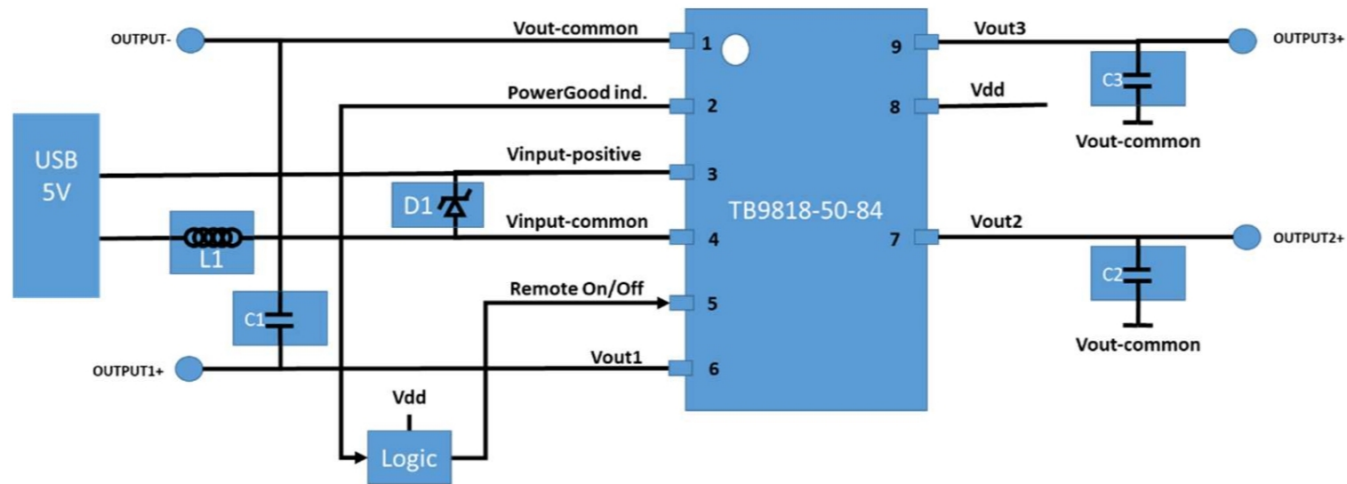 OUTPUT-
Vout-common
1
9
Vout3
OUTPUT3+
C3
PowerGood ind.
2
8
Vdd
Vout-common
USB
5V
Vinput-positive
3
D1
TB9818-50-84
L1
Vinput-common
4
7
Vout2
OUTPUT2+
C2
Remote On/Off
5
C1
Vout-common
OUTPUT1+
Vout1
6
Vdd
Logic